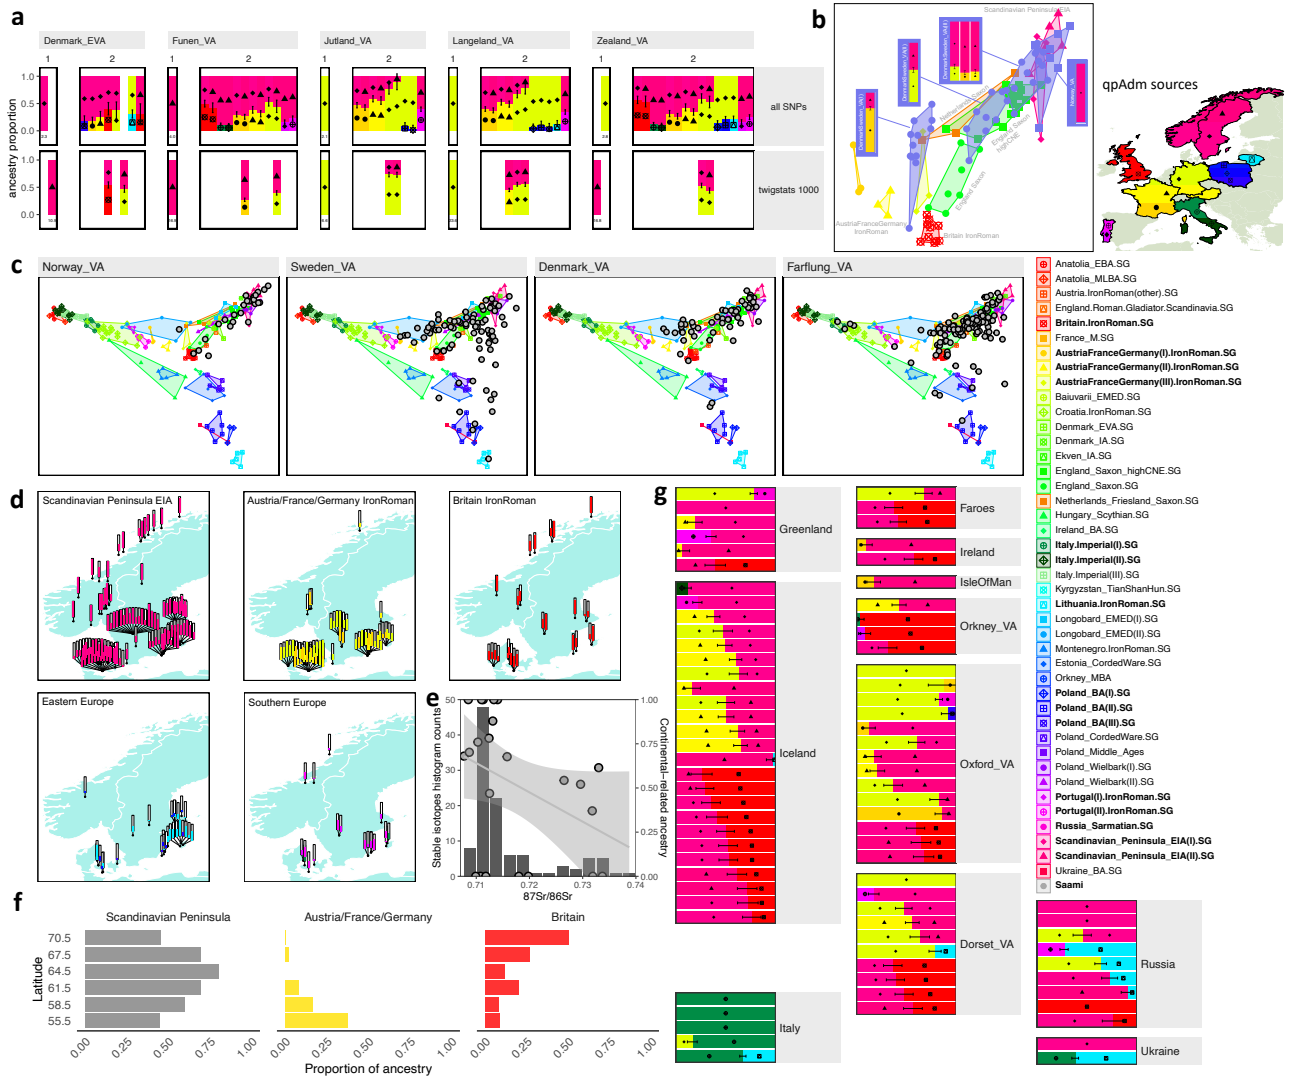 a
Denmark_EVA
Funen_VA
Jutland_VA
Langeland_VA
Zealand_VA
1 2 1 2 1 2 1 2 1 2
ancestry proportion
1.0
0.5
0.0
all SNPs
1.0
0.5
0.0
twigstats 1000
b
Scandinavian Peninsula EIA
Netherlands Saxon
England Saxon highCNE
England Saxon
AustriaFranceGermany
IronRoman
Britain IronRoman
Norway_VA
qpAdm sources
c
Norway_VA
Sweden_VA
Denmark_VA
Farflung_VA
Anatolia_EBA.SG
Anatolia_MLBA.SG
Austria.IronRoman(other).SG
England.Roman.Gladiator.Scandinavia.SG
Britain.IronRoman.SG
France_M.SG
AustriaFranceGermany(I).IronRoman.SG
AustriaFranceGermany(II).IronRoman.SG
AustriaFranceGermany(III).IronRoman.SG
Baiuvarii_EMED.SG
Croatia.IronRoman.SG
Denmark_EVA.SG
Denmark_IA.SG
Ekven_IA.SG
England_Saxon_highCNE.SG
England_Saxon.SG
Netherlands_Friesland_Saxon.SG
Hungary_Scythian.SG
Ireland_BA.SG
Italy.Imperial(I).SG
Italy.Imperial(II).SG
Italy.Imperial(III).SG
Kyrgyzstan_TianShanHun.SG
Lithuania.IronRoman.SG
Longobard_EMED(I).SG
Longobard_EMED(II).SG
Montenegro.IronRoman.SG
Estonia_CordedWare.SG
Orkney_MBA
Poland_BA(I).SG
Poland_BA(II).SG
Poland_BA(III).SG
Poland_CordedWare.SG
Poland_Middle_Ages
Poland_Wielbark(I).SG
Poland_Wielbark(II).SG
Portugal(I).IronRoman.SG
Portugal(II).IronRoman.SG
Russia_Sarmatian.SG
Scandinavian_Peninsula_EIA(I).SG
Scandinavian_Peninsula_EIA(II).SG
Ukraine_BA.SG
Saami
d
Scandinavian Peninsula EIA
Austria/France/Germany IronRoman
Britain IronRoman
Eastern Europe
Southern Europe
e
Stable isotopes histogram counts
50
40
30
20
10
0
0.71 0.72 0.73 0.74
87Sr/86Sr
1.00
0.75
0.50
0.25
0.00
Continental-related ancestry
f
Scandinavian Peninsula
Austria/France/Germany
Britain
Latitude
70.5
67.5
64.5
61.5
58.5
55.5
0.00 0.25 0.50 0.75 1.00
0.00 0.25 0.50 0.75 1.00
0.00 0.25 0.50 0.75 1.00
Proportion of ancestry
g
Greenland
Iceland
Italy
Faroes
Ireland
IsleOfMan
Orkney_VA
Oxford_VA
Dorset_VA
Russia
Ukraine